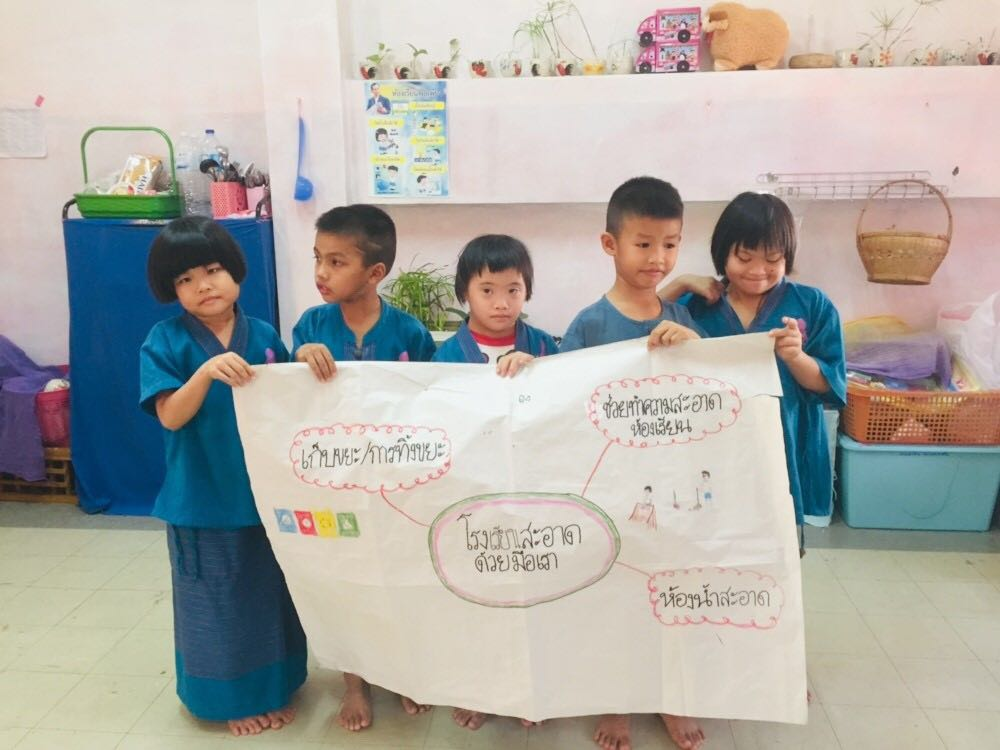 ช่วยทำความสะอาด
ห้องเรียน
เก็บขยะ/การทิ้งขยะ
โรงเรียนสะอาด
ด้วยมือเรา
ห้องน้ำสะอาด